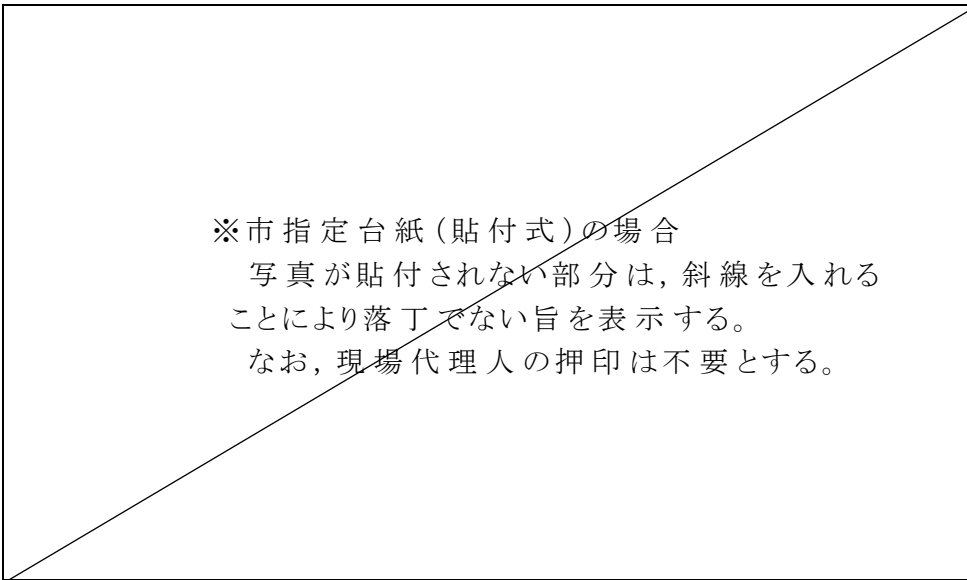 ※市指定台紙(貼付式)の場合
写真が貼付されない部分は,斜線を入れる
ことにより落丁でない旨を表示する。
なお,現場代理人の押印は不要とする。